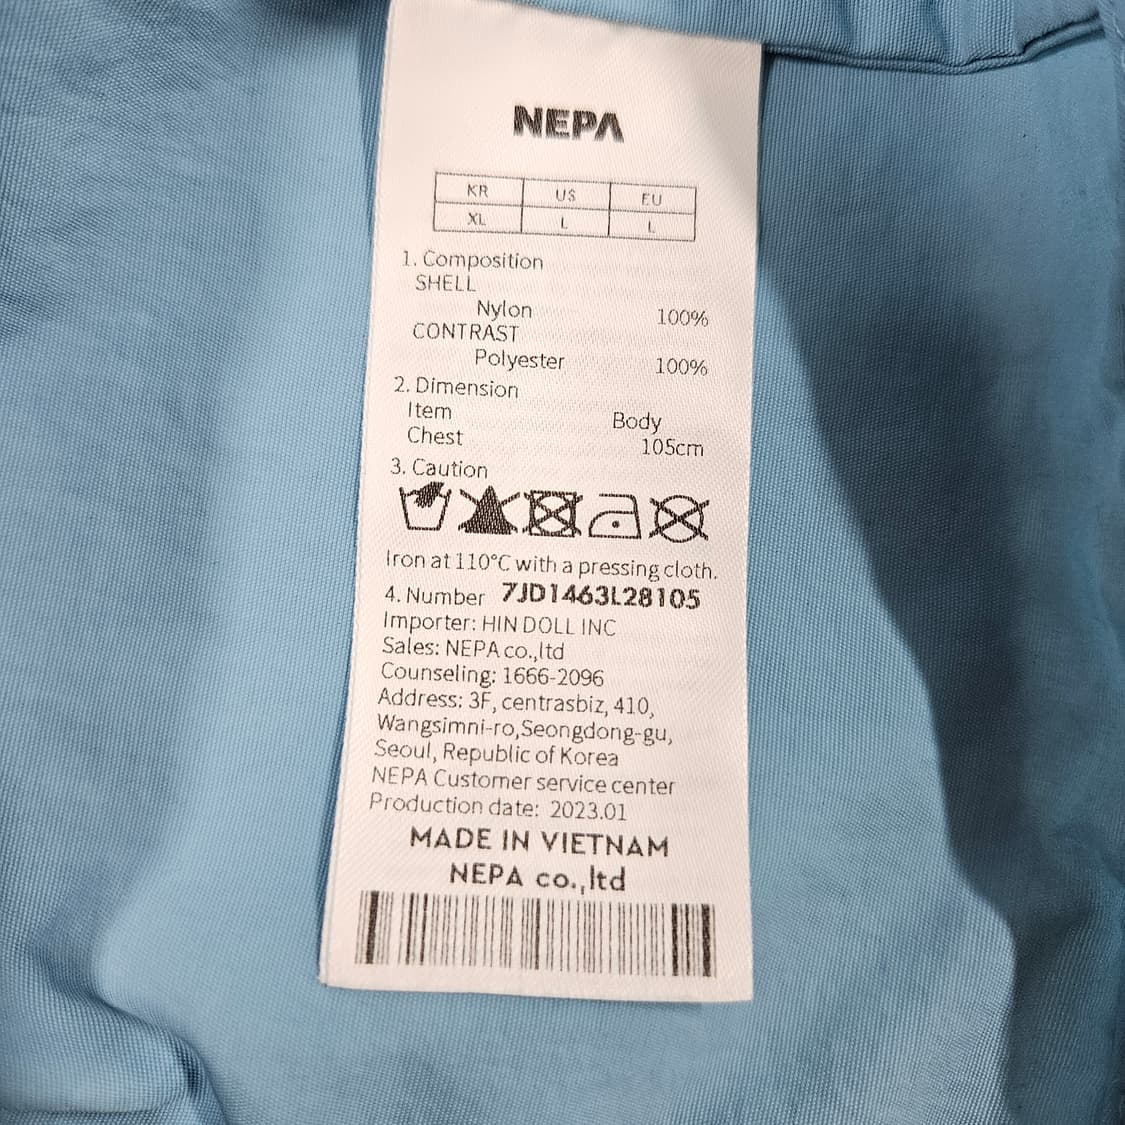 NEPA
KR US EU
XL L L
1. Composition
SHELL
Nylon 100%
CONTRAST
Polyester 100%
2. Dimension
Item Body
Chest 105cm
3. Caution
Iron at 110°C with a pressing cloth.
4. Number 7JD1463L28105
Importer: HIN DOLL INC
Sales: NEPA co.,ltd
Counseling: 1666-2096
Address: 3F, centrasbiz, 410,
Wangsimni-ro,Seongdong-gu,
Seoul, Republic of Korea
NEPA Customer service center
Production date: 2023.01
MADE IN VIETNAM
NEPA co.,ltd